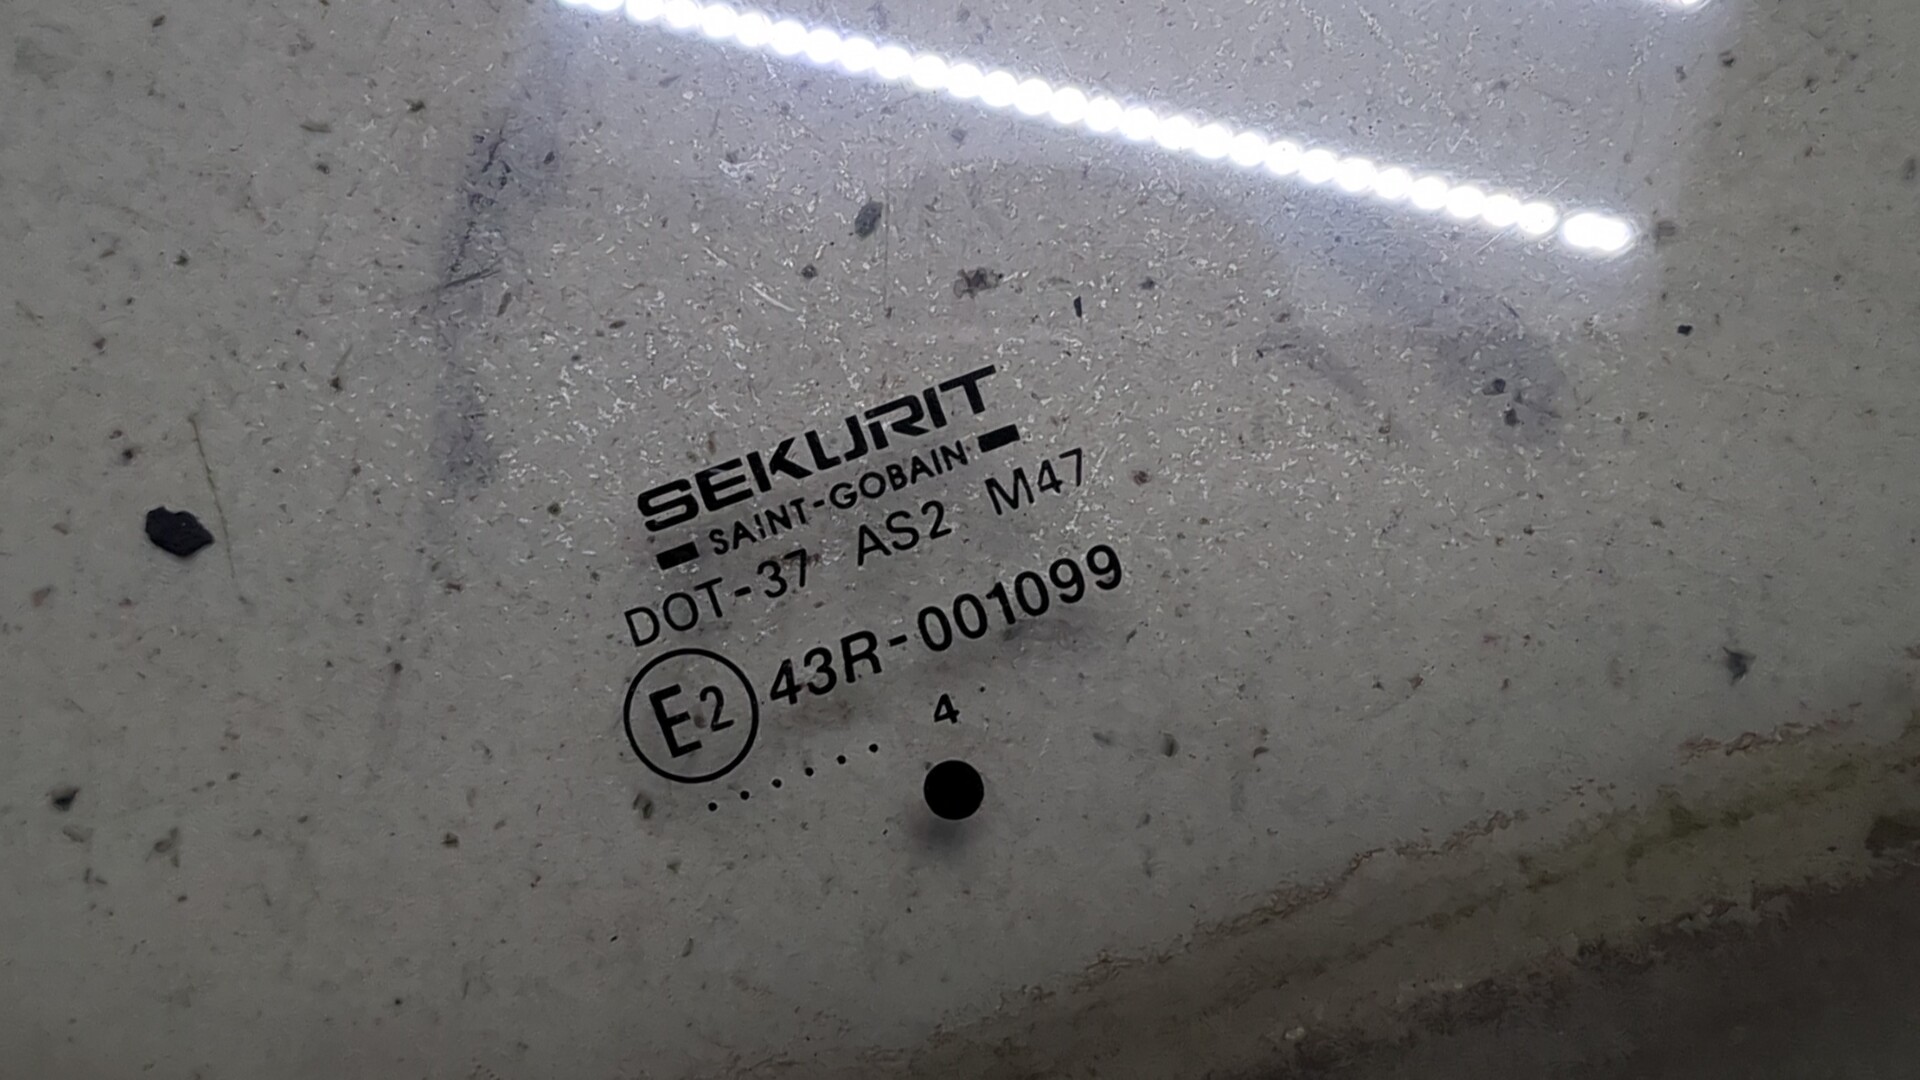 SEKURIT
SAINT-GOBAIN
DOT-37 AS2 M47
E2 43R-001099
...... 4 .